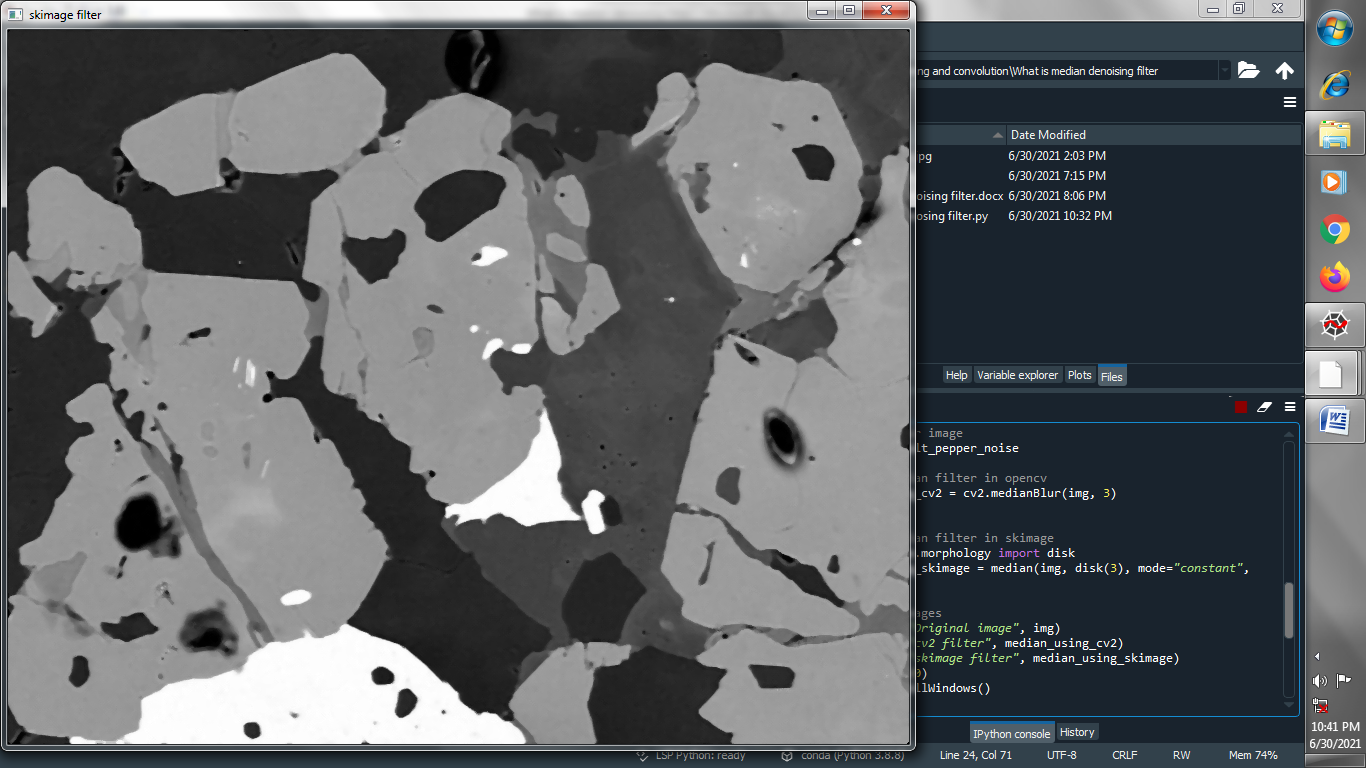 skimage filter
ng and convolution\What is median denoising filter
Date Modified
pg 6/30/2021 2:03 PM
6/30/2021 7:15 PM
oising filter.docx 6/30/2021 8:06 PM
osing filter.py 6/30/2021 10:32 PM
Help Variable explorer Plots Files
r image
lt_pepper_noise
an filter in opencv
_cv2 = cv2.medianBlur(img, 3)
an filter in skimage
.morphology import disk
_skimage = median(img, disk(3), mode="constant",
ages
Original image", img)
cv2 filter", median_using_cv2)
skimage filter", median_using_skimage)
0)
llWindows()
IPython console History
LSP Python: ready conda (Python 3.8.8) Line 24, Col 71 UTF-8 CRLF RW Mem 74%
10:41 PM
6/30/2021